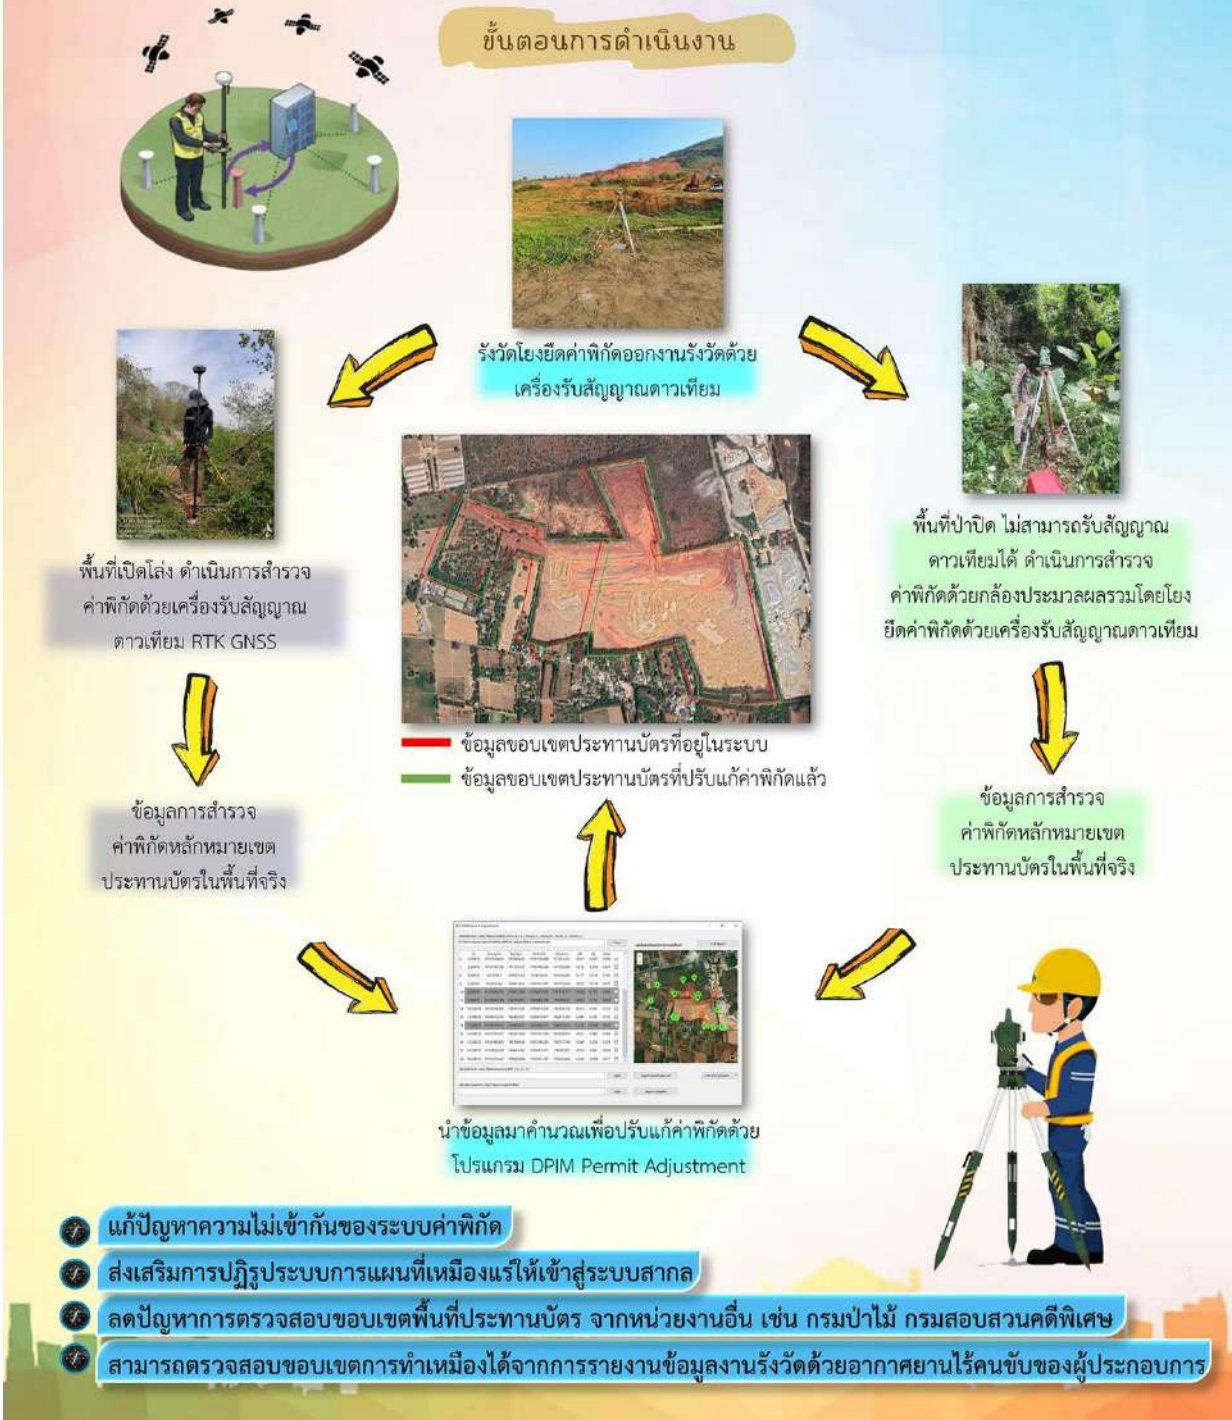 ขั้นตอนการดำเนินงาน
รังวัดโยงยึดค่าพิกัดออกงานรังวัดด้วย
เครื่องรับสัญญาณดาวเทียม
พื้นที่เปิดโล่ง ดำเนินการสำรวจ
ค่าพิกัดด้วยเครื่องรับสัญญาณ
ดาวเทียม RTK GNSS
พื้นที่ป่าปิด ไม่สามารถรับสัญญาณ
ดาวเทียมได้ ดำเนินการสำรวจ
ค่าพิกัดด้วยกล้องประมวลผลรวมโดยโยง
ยึดค่าพิกัดด้วยเครื่องรับสัญญาณดาวเทียม
ข้อมูลขอบเขตประทานบัตรที่อยู่ในระบบ
ข้อมูลขอบเขตประทานบัตรที่ปรับแก้ค่าพิกัดแล้ว
ข้อมูลการสำรวจ
ค่าพิกัดหลักหมายเขต
ประทานบัตรในพื้นที่จริง
ข้อมูลการสำรวจ
ค่าพิกัดหลักหมายเขต
ประทานบัตรในพื้นที่จริง
นำข้อมูลมาคำนวณเพื่อปรับแก้ค่าพิกัดด้วย
โปรแกรม DPIM Permit Adjustment
แก้ปัญหาความไม่เข้ากันของระบบค่าพิกัด
ส่งเสริมการปฏิรูประบบการแผนที่เหมืองแร่ให้เข้าสู่ระบบสากล
ลดปัญหาการตรวจสอบขอบเขตพื้นที่ประทานบัตร จากหน่วยงานอื่น เช่น กรมป่าไม้ กรมสอบสวนคดีพิเศษ
สามารถตรวจสอบขอบเขตการทำเหมืองได้จากการรายงานข้อมูลงานรังวัดด้วยอากาศยานไร้คนขับของผู้ประกอบการ